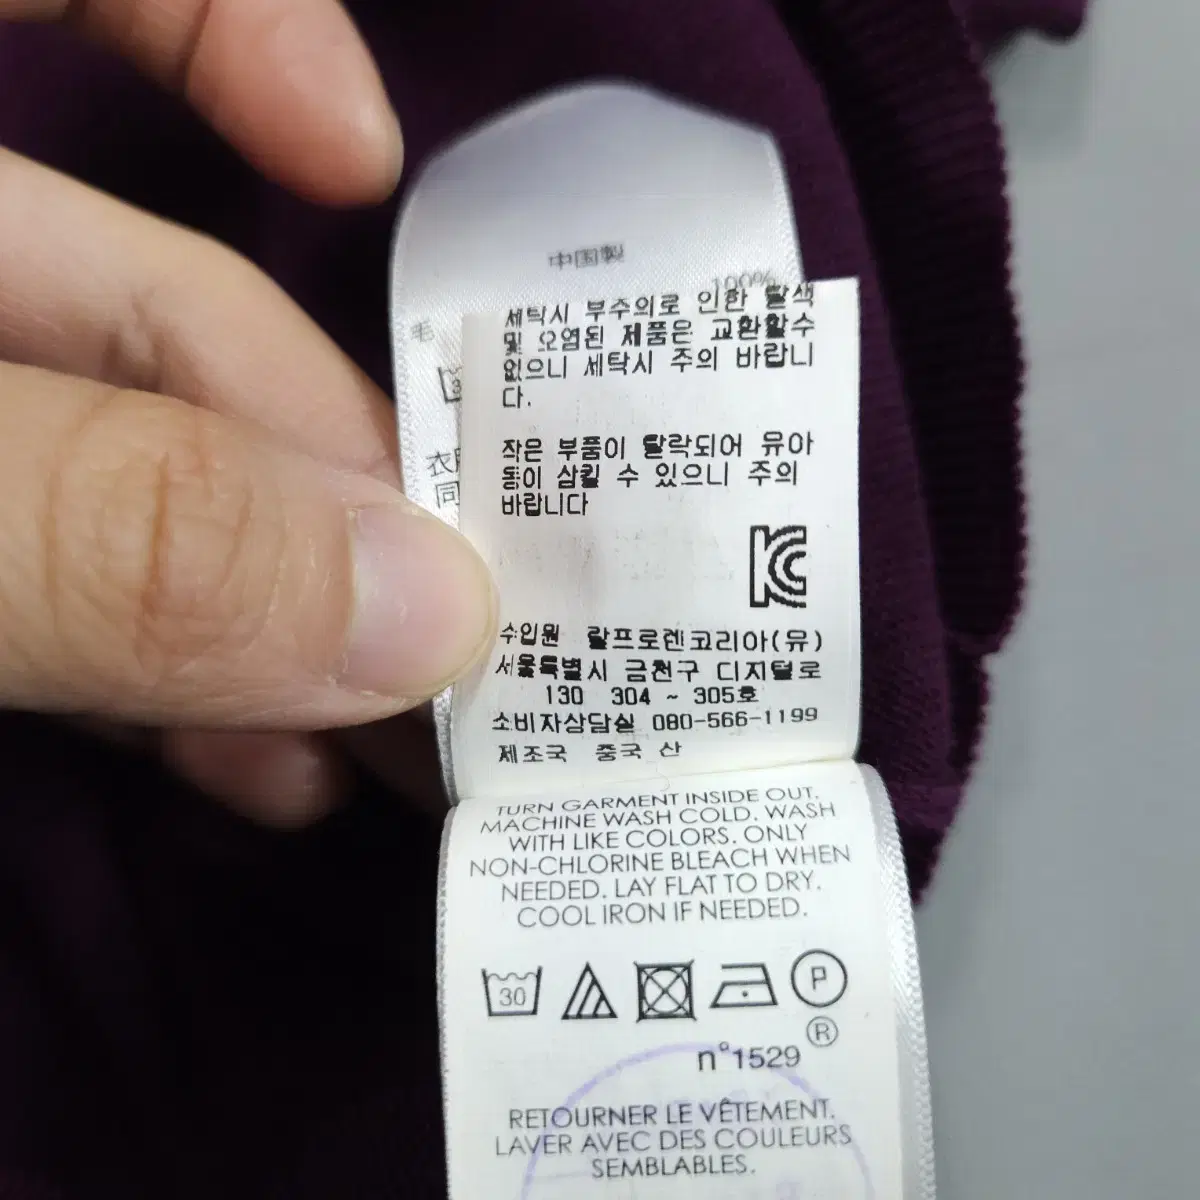 中国製
毛 100%
세탁시 부주의로 인한 탈색
및 오염된 제품은 교환할수
없으니 세탁시 주의 바랍니
다.
작은 부품이 탈락되어 유아
동이 삼킬 수 있으니 주의
바랍니다
수입원 랄프로렌코리아(유)
서울특별시 금천구 디지털로
130 304 ~ 305호
소비자상담실 080-566-1199
제조국 중국 산
TURN GARMENT INSIDE OUT.
MACHINE WASH COLD. WASH
WITH LIKE COLORS. ONLY
NON-CHLORINE BLEACH WHEN
NEEDED. LAY FLAT TO DRY.
COOL IRON IF NEEDED.
30 P
®
n°1529
RETOURNER LE VÊTEMENT.
LAVER AVEC DES COULEURS
SEMBLABLES.